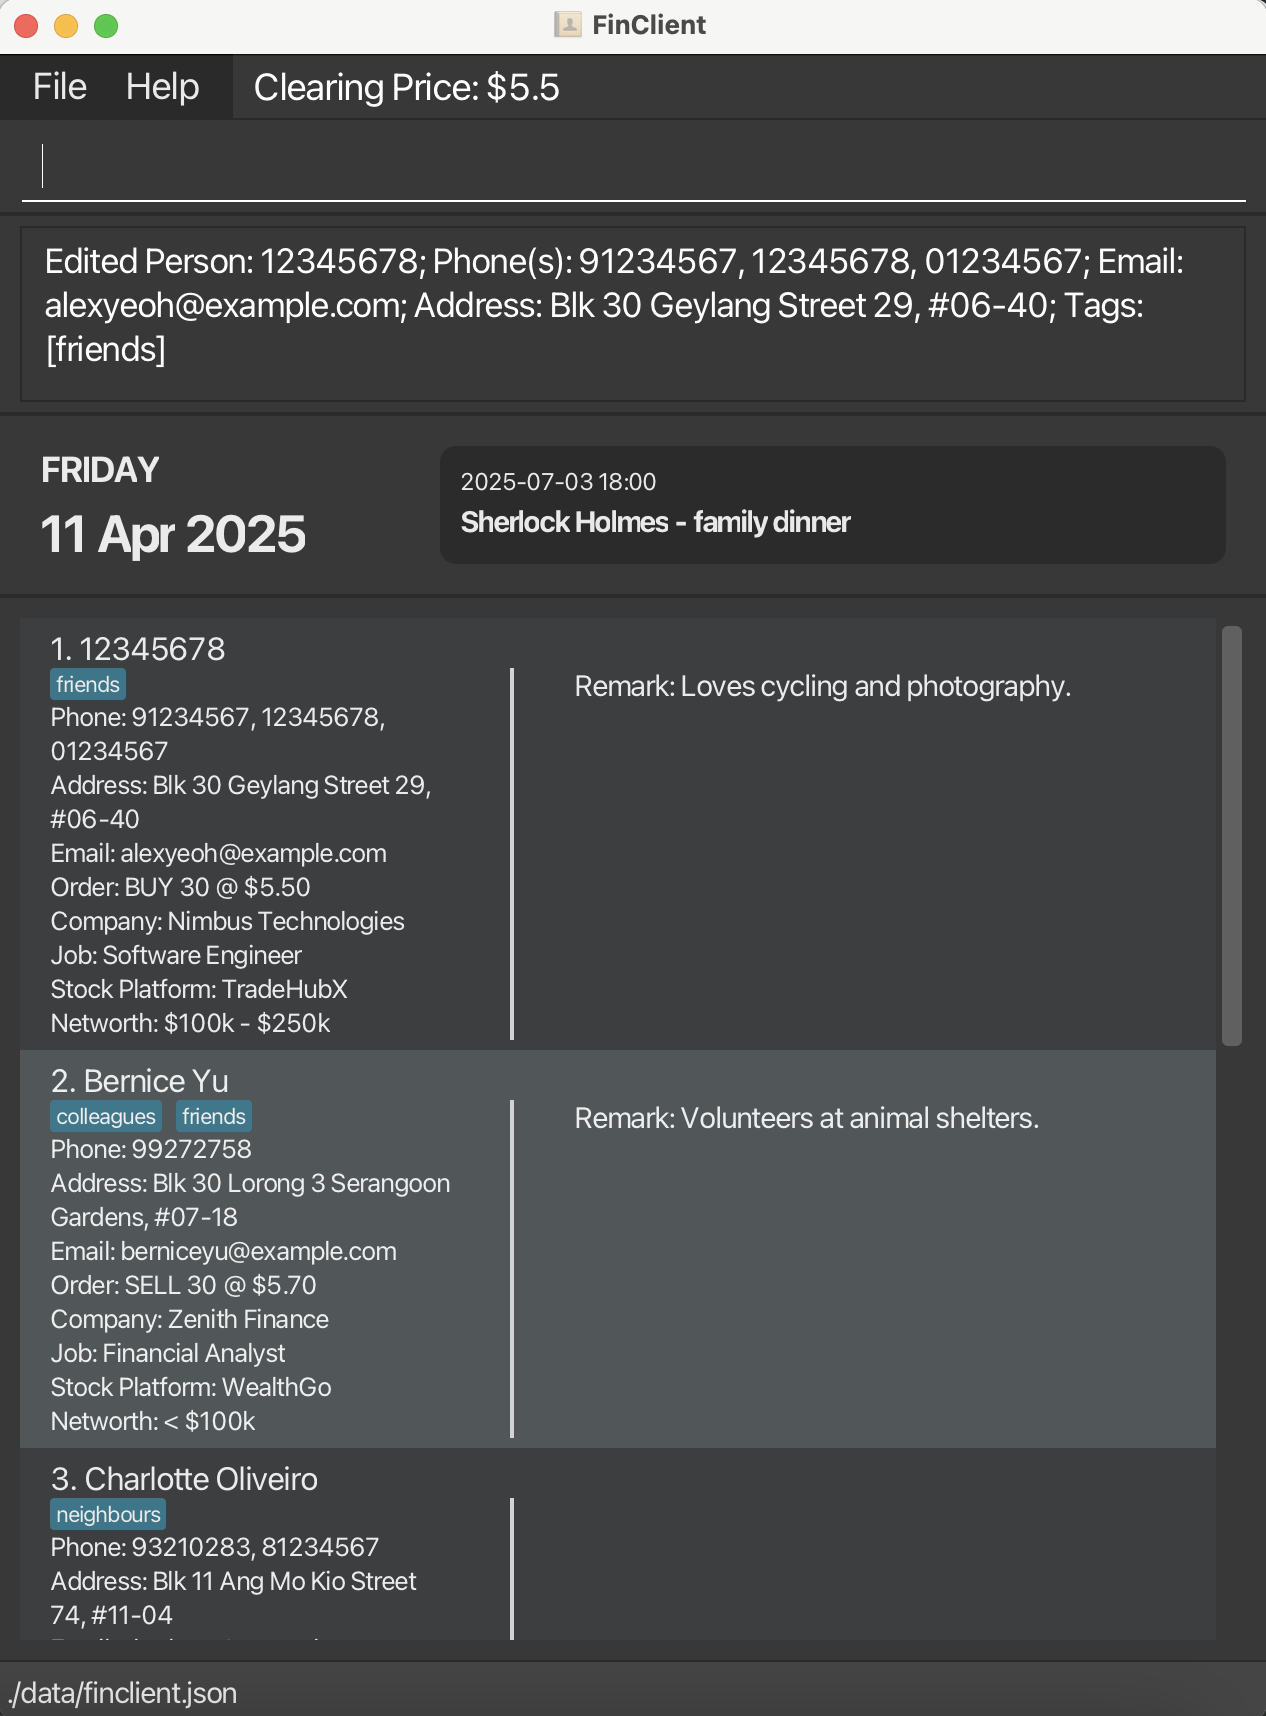 FinClient
File Help Clearing Price: $5.5
Edited Person: 12345678; Phone(s): 91234567, 12345678, 01234567; Email:
alexyeoh@example.com; Address: Blk 30 Geylang Street 29, #06-40; Tags:
[friends]
FRIDAY
11 Apr 2025
2025-07-03 18:00
Sherlock Holmes - family dinner
1. 12345678
friends
Phone: 91234567, 12345678,
01234567
Address: Blk 30 Geylang Street 29,
#06-40
Email: alexyeoh@example.com
Order: BUY 30 @ $5.50
Company: Nimbus Technologies
Job: Software Engineer
Stock Platform: TradeHubX
Networth: $100k - $250k
Remark: Loves cycling and photography.
2. Bernice Yu
colleagues friends
Phone: 99272758
Address: Blk 30 Lorong 3 Serangoon
Gardens, #07-18
Email: berniceyu@example.com
Order: SELL 30 @ $5.70
Company: Zenith Finance
Job: Financial Analyst
Stock Platform: WealthGo
Networth: < $100k
Remark: Volunteers at animal shelters.
3. Charlotte Oliveiro
neighbours
Phone: 93210283, 81234567
Address: Blk 11 Ang Mo Kio Street
74, #11-04
./data/finclient.json